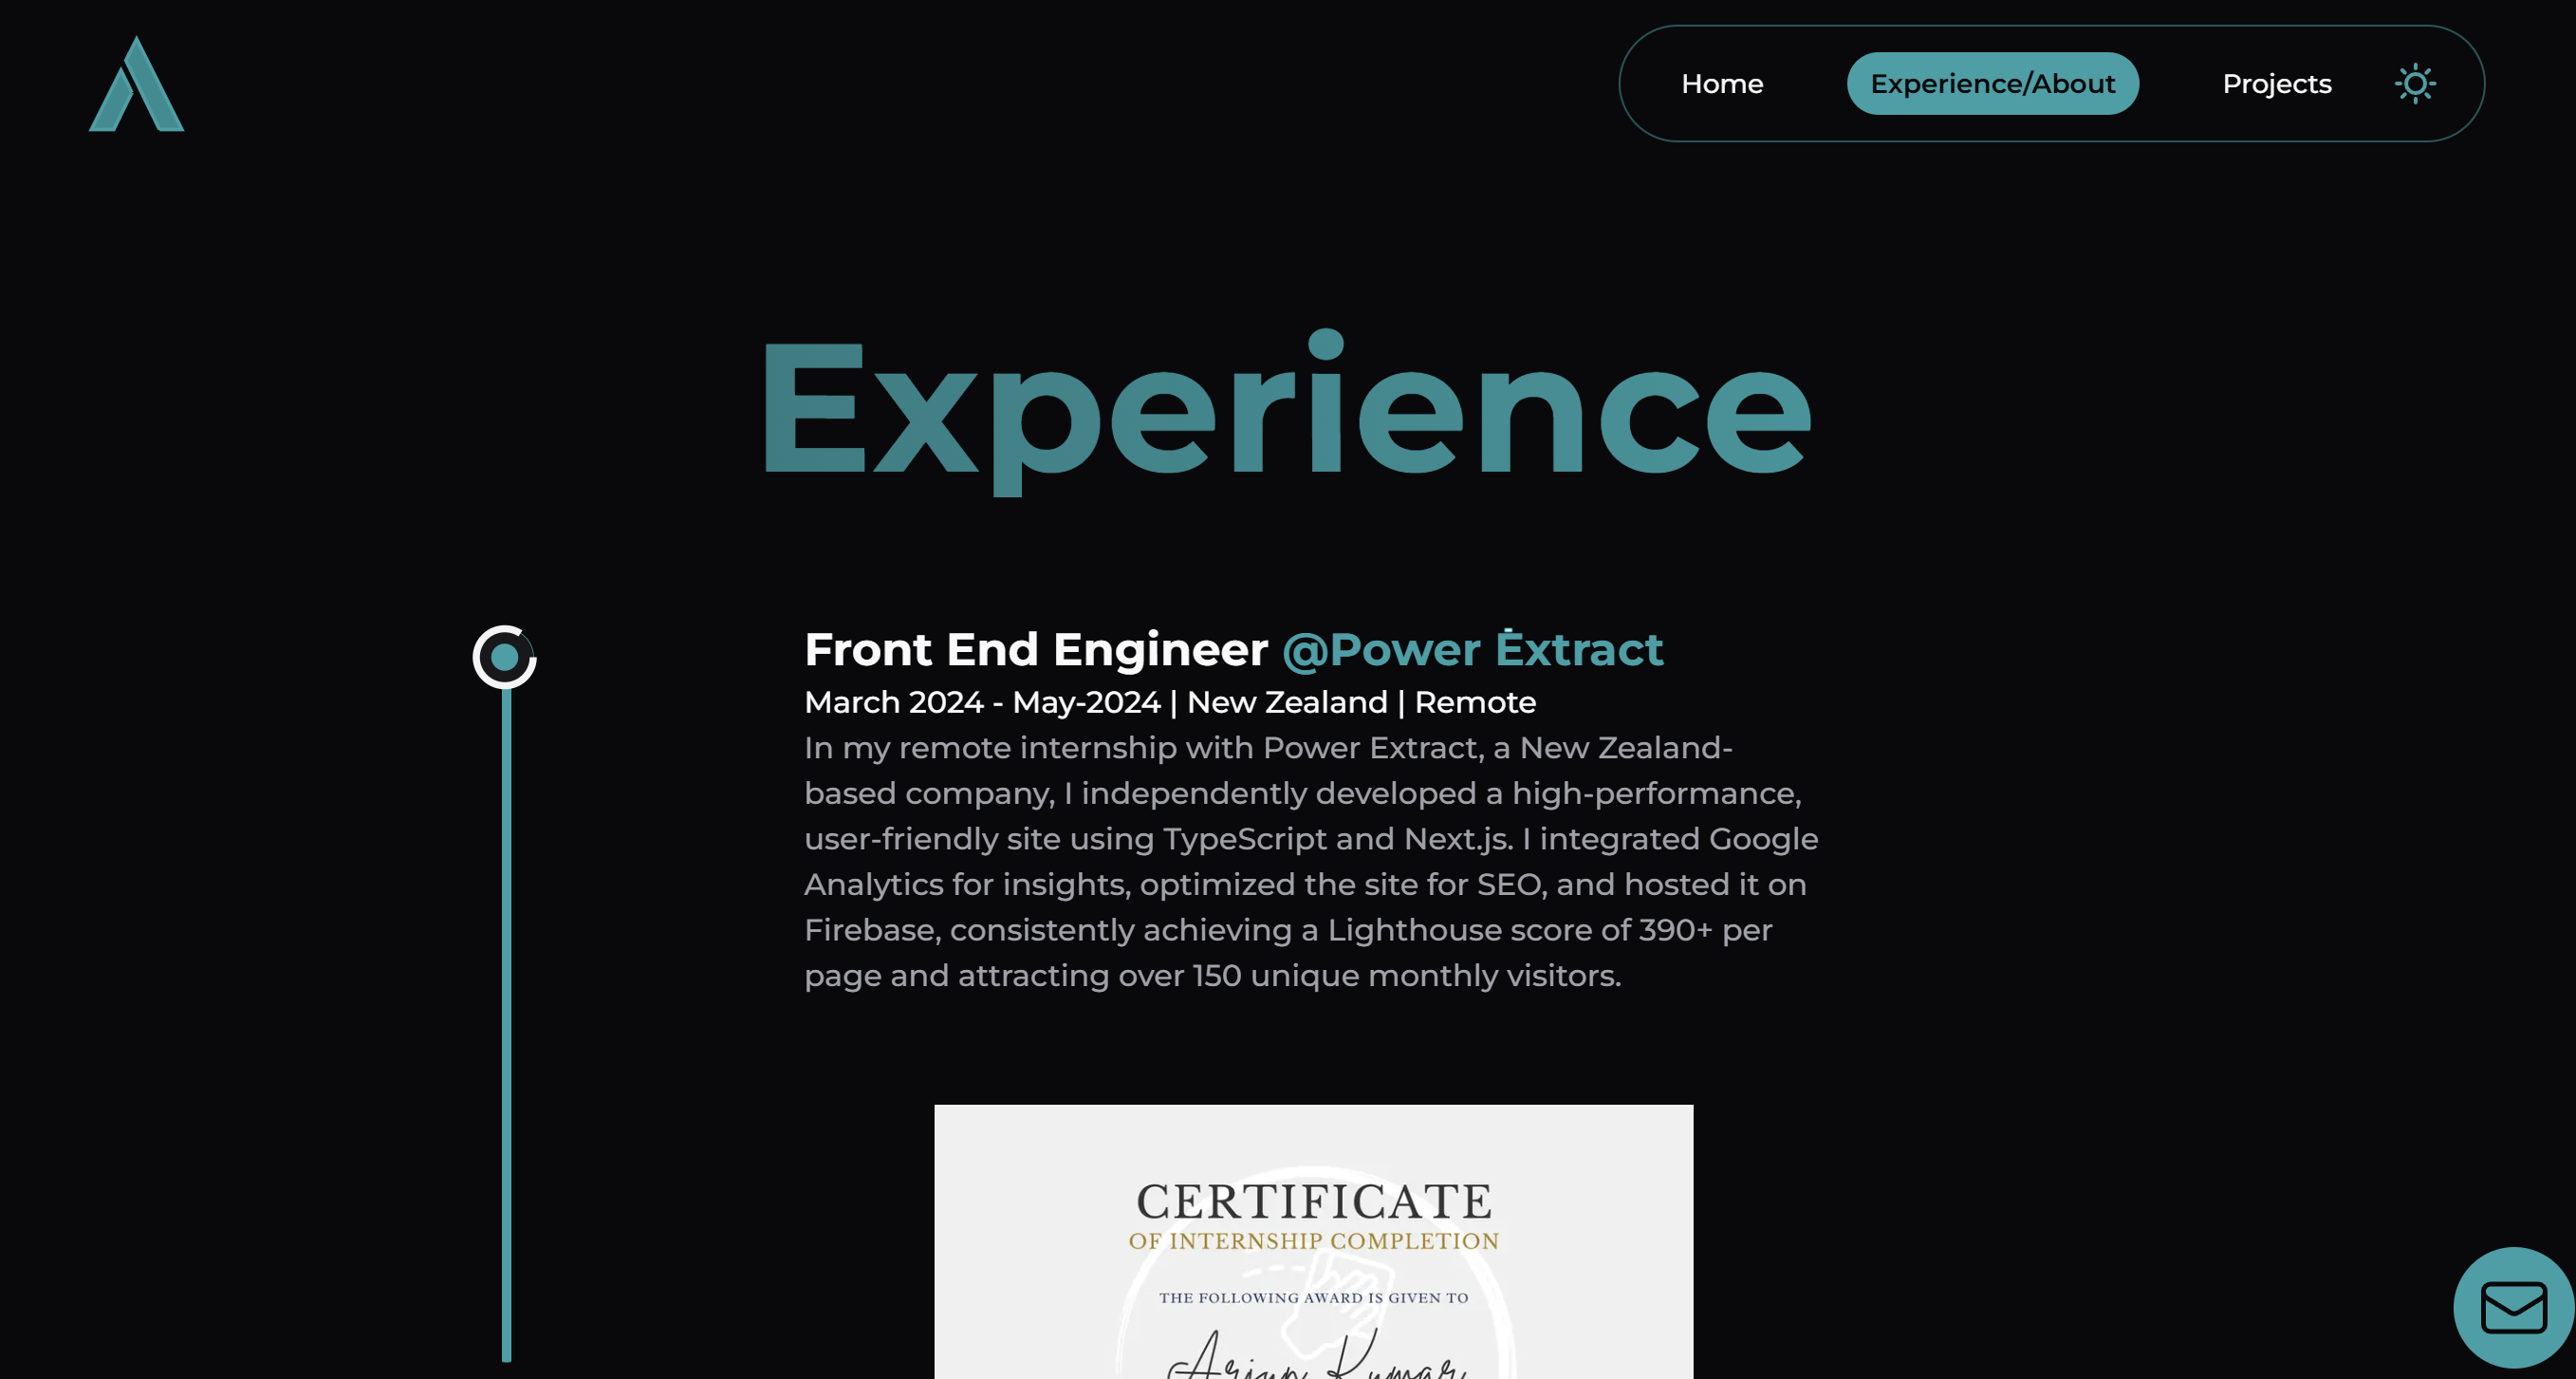 Home Experience/About Projects
Experience
Front End Engineer @Power Extract
March 2024 - May-2024 | New Zealand | Remote
In my remote internship with Power Extract, a New Zealand-
based company, I independently developed a high-performance,
user-friendly site using TypeScript and Next.js. I integrated Google
Analytics for insights, optimized the site for SEO, and hosted it on
Firebase, consistently achieving a Lighthouse score of 390+ per
page and attracting over 150 unique monthly visitors.
CERTIFICATE
OF INTERNSHIP COMPLETION
THE FOLLOWING AWARD IS GIVEN TO
Kumar